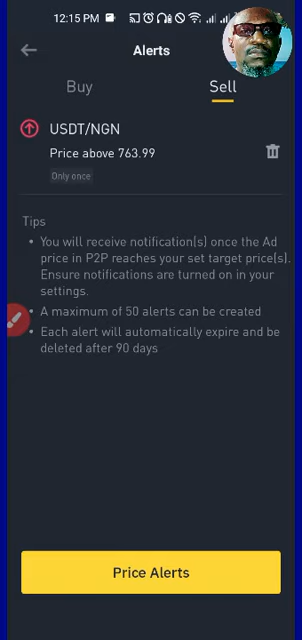 12:15 PM
Alerts
Buy
Sell
USDT/NGN
Price above 763.99
Only once
Tips
• You will receive notification(s) once the Ad
price in P2P reaches your set target price(s).
Ensure notifications are turned on in your
settings.
• A maximum of 50 alerts can be created
• Each alert will automatically expire and be
deleted after 90 days
Price Alerts